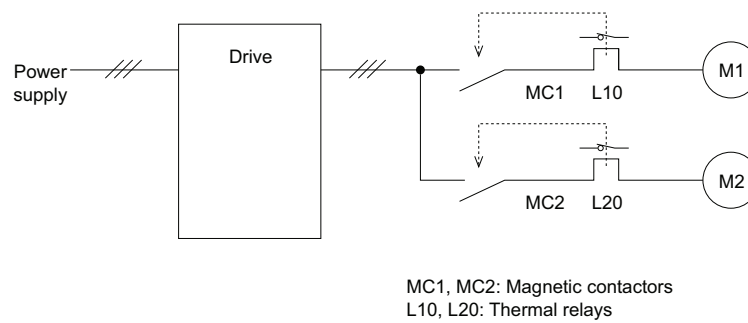 Drive
Power
supply
MC1
L10
M1
MC2
L20
M2
MC1, MC2: Magnetic contactors
L10, L20: Thermal relays